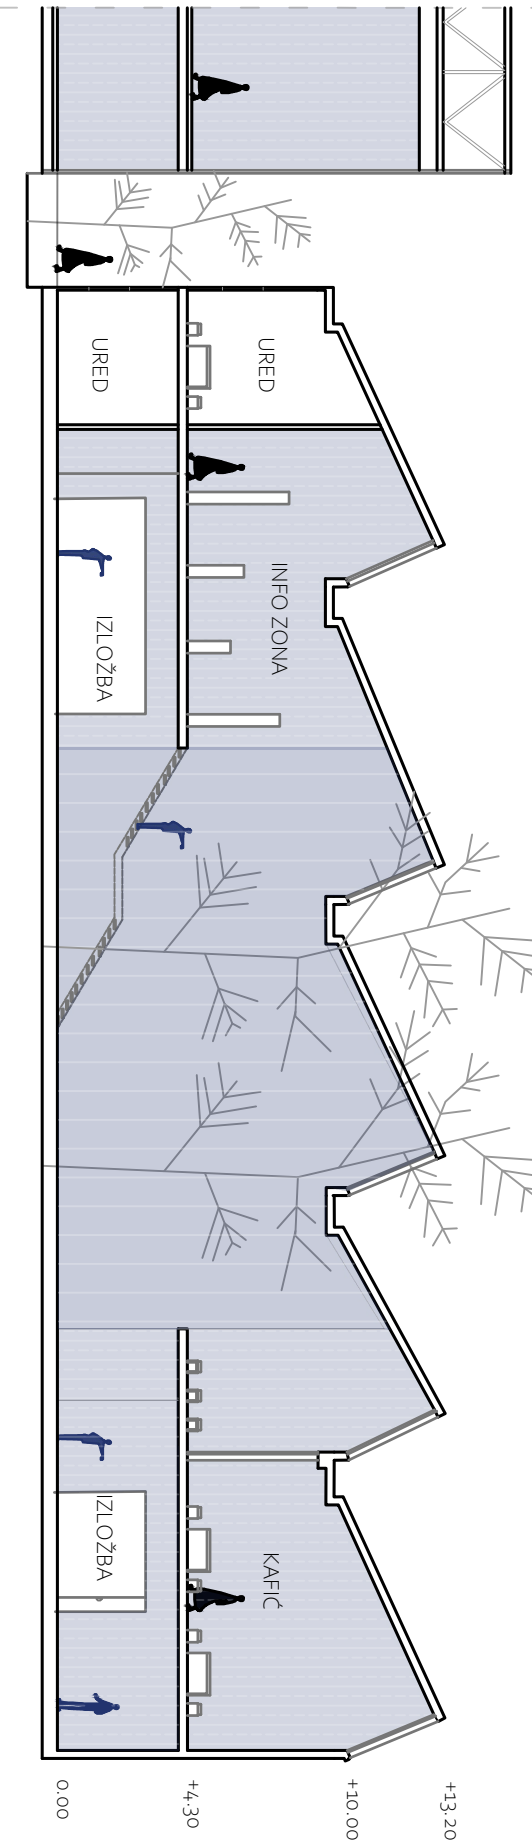 URED
URED
INFO ZONA
IZLOŽBA
KAFIĆ
IZLOŽBA
+13.20
+10.00
+4.30
0.00